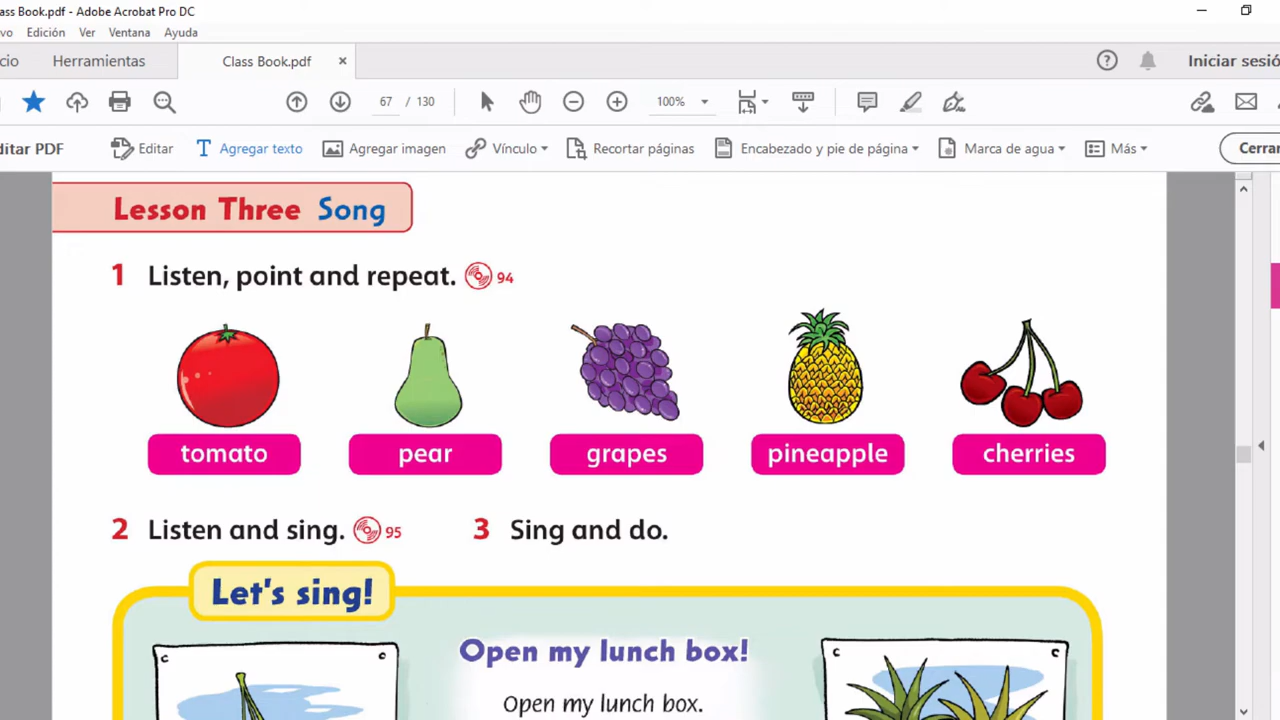 ass Book.pdf - Adobe Acrobat Pro DC
vo Edición Ver Ventana Ayuda
cio Herramientas Class Book.pdf × ? Iniciar sesió
67 / 130 100%
ditar PDF Editar Agregar texto Agregar imagen Vínculo Recortar páginas Encabezado y pie de página Marca de agua Más Cerrar
Lesson Three Song
1 Listen, point and repeat. 94
tomato pear grapes pineapple cherries
2 Listen and sing. 95 3 Sing and do.
Let's sing!
Open my lunch box!
Open my lunch box.